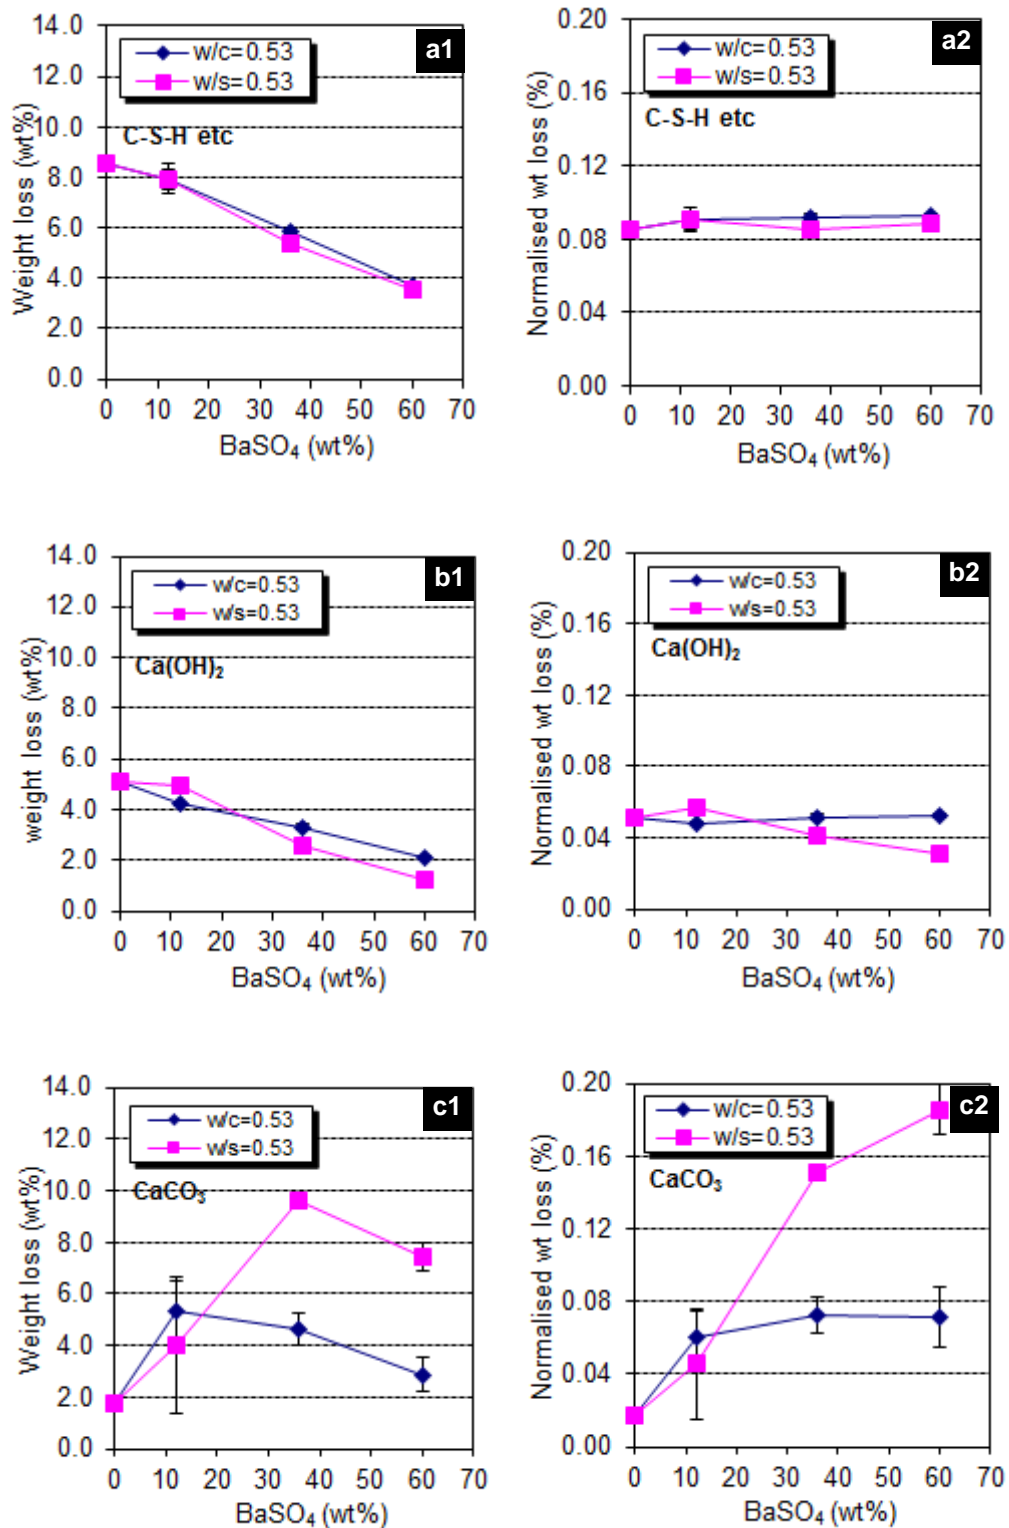 a1
w/c=0.53
w/s=0.53
C-S-H etc
Weight loss (wt%)
14.0
12.0
10.0
8.0
6.0
4.0
2.0
0.0
0 10 20 30 40 50 60 70
BaSO₄ (wt%)
a2
w/c=0.53
w/s=0.53
C-S-H etc
Normalised wt loss (%)
0.20
0.16
0.12
0.08
0.04
0.00
0 10 20 30 40 50 60 70
BaSO₄ (wt%)
b1
w/c=0.53
w/s=0.53
Ca(OH)₂
weight loss (wt%)
14.0
12.0
10.0
8.0
6.0
4.0
2.0
0.0
0 10 20 30 40 50 60 70
BaSO₄ (wt%)
b2
w/c=0.53
w/s=0.53
Ca(OH)₂
Normalised wt loss (%)
0.20
0.16
0.12
0.08
0.04
0.00
0 10 20 30 40 50 60 70
BaSO₄ (wt%)
c1
w/c=0.53
w/s=0.53
CaCO₃
Weight loss (wt%)
14.0
12.0
10.0
8.0
6.0
4.0
2.0
0.0
0 10 20 30 40 50 60 70
BaSO₄ (wt%)
c2
w/c=0.53
w/s=0.53
CaCO₃
Normalised wt loss (%)
0.20
0.16
0.12
0.08
0.04
0.00
0 10 20 30 40 50 60 70
BaSO₄ (wt%)